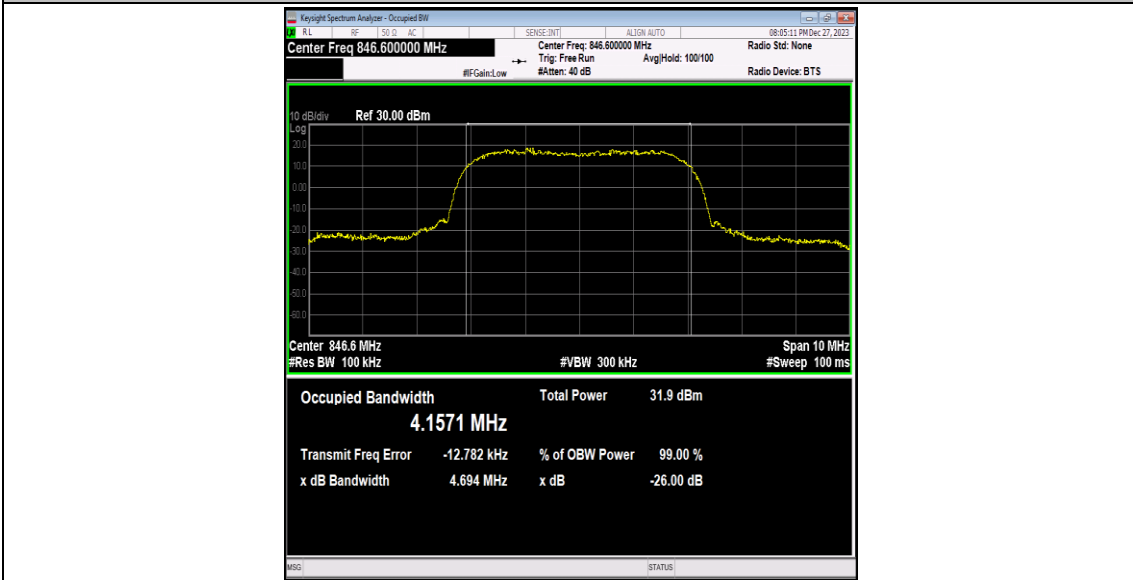 Keysight Spectrum Analyzer - Occupied BW
LXI RL RF 50 Ω AC SENSE:INT ALIGN AUTO 08:05:11 PM Dec 27, 2023
Center Freq 846.600000 MHz Center Freq: 846.600000 MHz Radio Std: None
Trig: Free Run Avg|Hold: 100/100
#IFGain:Low #Atten: 40 dB Radio Device: BTS
10 dB/div Ref 30.00 dBm
Log
20.0
10.0
0.00
-10.0
-20.0
-30.0
-40.0
-50.0
-60.0
Center 846.6 MHz Span 10 MHz
#Res BW 100 kHz #VBW 300 kHz #Sweep 100 ms
Occupied Bandwidth Total Power 31.9 dBm
4.1571 MHz
Transmit Freq Error -12.782 kHz % of OBW Power 99.00 %
x dB Bandwidth 4.694 MHz x dB -26.00 dB
MSG STATUS